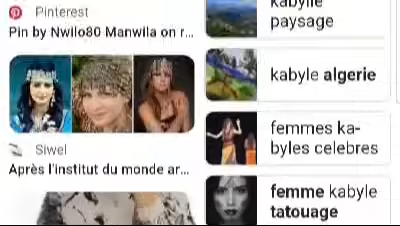 Pinterest
Pin by Nwilo80 Manwila on r...
Siwel
Après l'institut du monde ar...
kabylie
paysage
kabyle algerie
femmes ka-
byles celebres
femme kabyle
tatouage